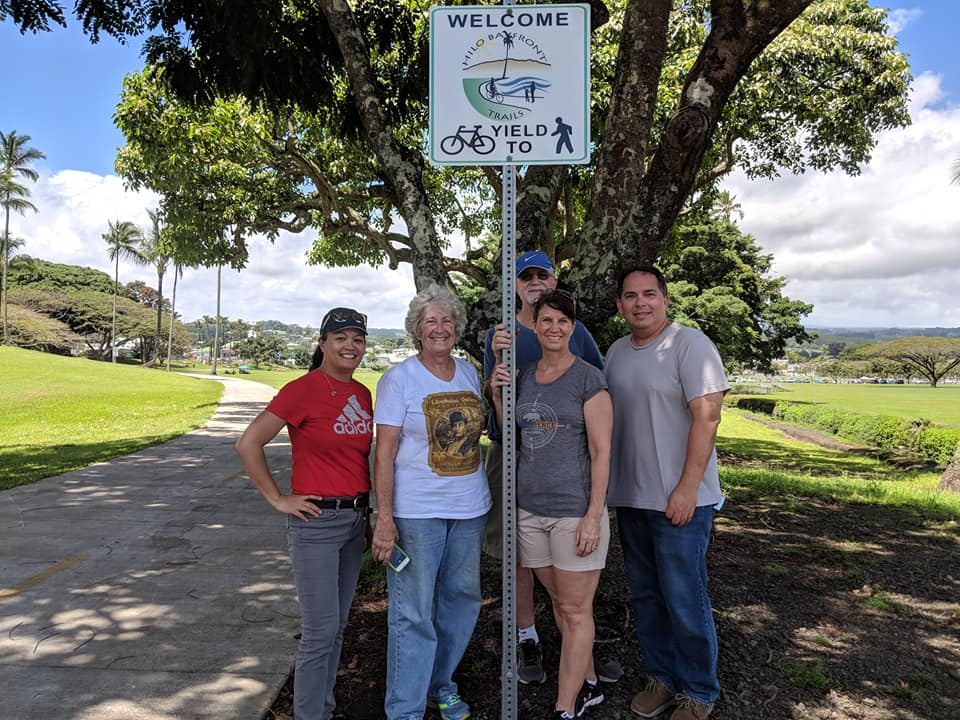 WELCOME
HILO BAYFRONT
TRAILS
YIELD
TO
adidas